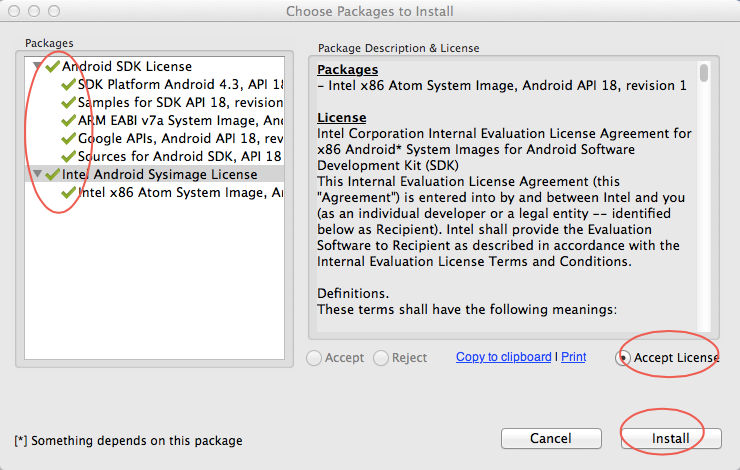 Choose Packages to Install
Packages
Android SDK License
SDK Platform Android 4.3, API 18
Samples for SDK API 18, revision
ARM EABI v7a System Image, An
Google APIs, Android API 18, rev
Sources for Android SDK, API 18
Intel Android Sysimage License
Intel x86 Atom System Image, An
Package Description & License
Packages
- Intel x86 Atom System Image, Android API 18, revision 1
License
Intel Corporation Internal Evaluation License Agreement for
x86 Android* System Images for Android Software
Development Kit (SDK)
This Internal Evaluation License Agreement (this
"Agreement") is entered into by and between Intel and you
(as an individual developer or a legal entity -- identified
below as Recipient). Intel shall provide the Evaluation
Software to Recipient as described in accordance with the
Internal Evaluation License Terms and Conditions.
Definitions.
These terms shall have the following meanings:
Accept Reject Copy to clipboard | Print Accept License
[*] Something depends on this package
Cancel Install